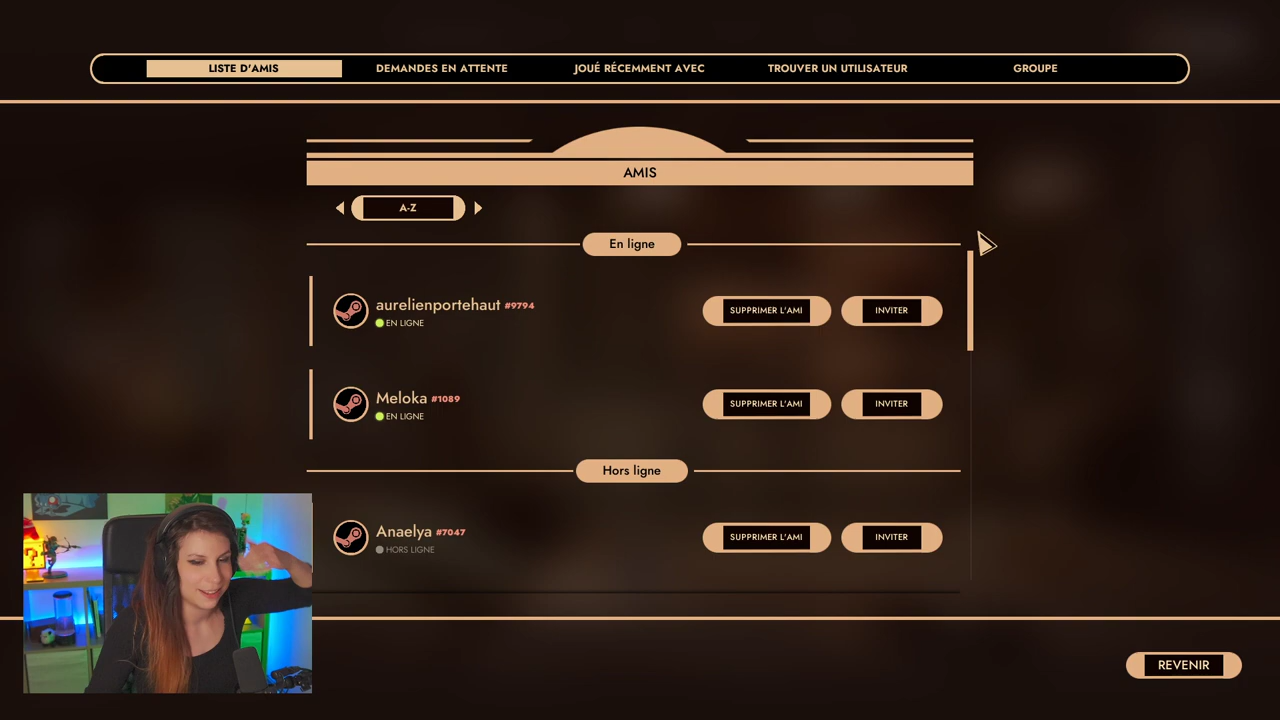 LISTE D'AMIS
DEMANDES EN ATTENTE
JOUÉ RÉCEMMENT AVEC
TROUVER UN UTILISATEUR
GROUPE
AMIS
A-Z
En ligne
aurelienportehaut #9794
EN LIGNE
SUPPRIMER L'AMI
INVITER
Meloka #1089
EN LIGNE
SUPPRIMER L'AMI
INVITER
Hors ligne
Anaelya #7047
HORS LIGNE
SUPPRIMER L'AMI
INVITER
REVENIR